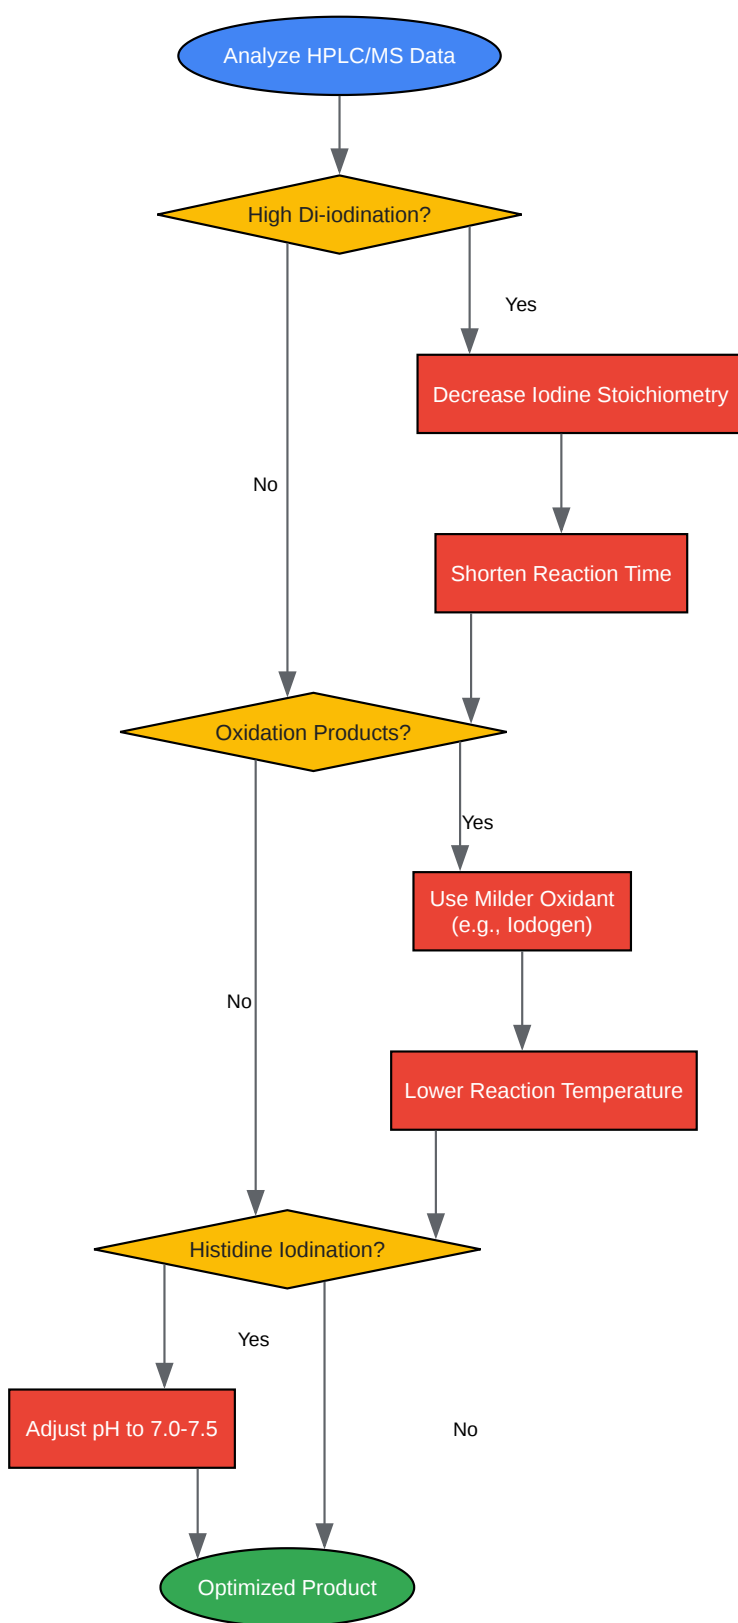 Analyze HPLC/MS Data
High Di-iodination?
Yes
Decrease Iodine Stoichiometry
No
Shorten Reaction Time
Oxidation Products?
Yes
Use Milder Oxidant
(e.g., Iodogen)
No
Lower Reaction Temperature
Histidine Iodination?
Yes
Adjust pH to 7.0-7.5
No
Optimized Product